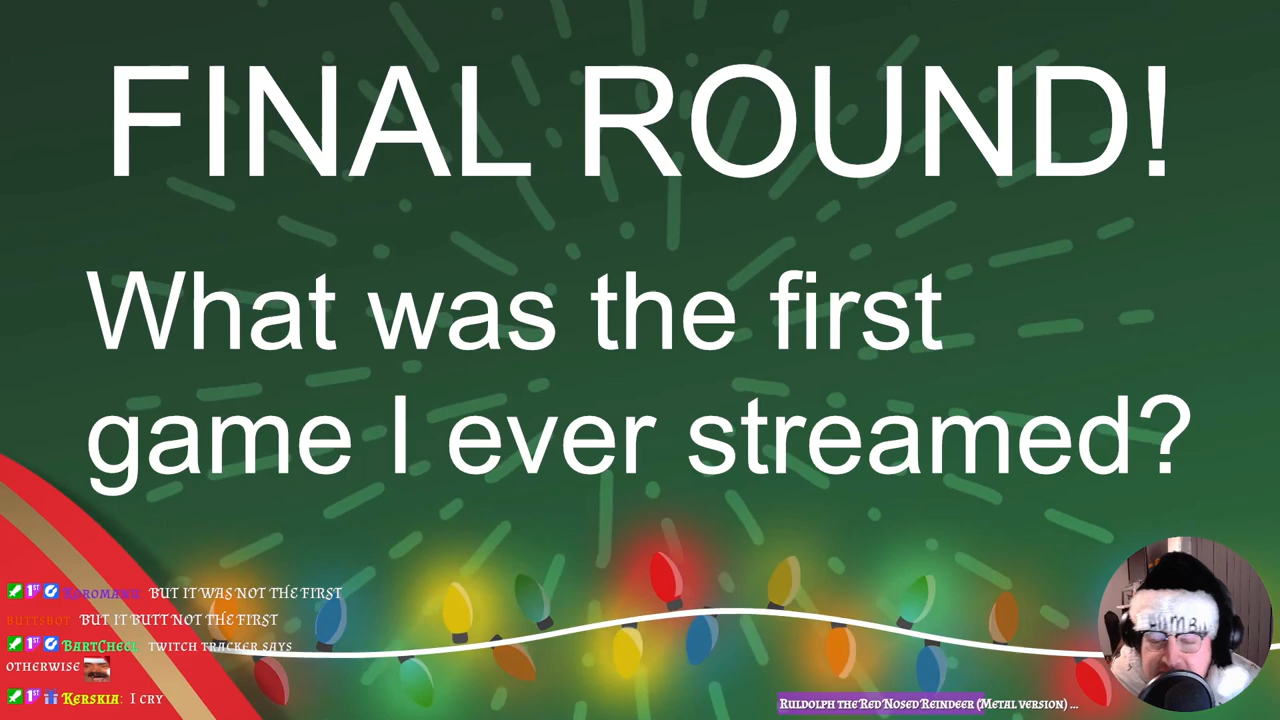 FINAL ROUND!
What was the first
game I ever streamed?
BUT IT WAS NOT THE FIRST
BUTTSBOT BUT IT BUTT NOT THE FIRST
BARTCHECK TWITCH TRACKER SAYS
OTHERWISE
KERSKIA: I CRY
RULDOLPH THE RED NOSED REINDEER (METAL VERSION) ...